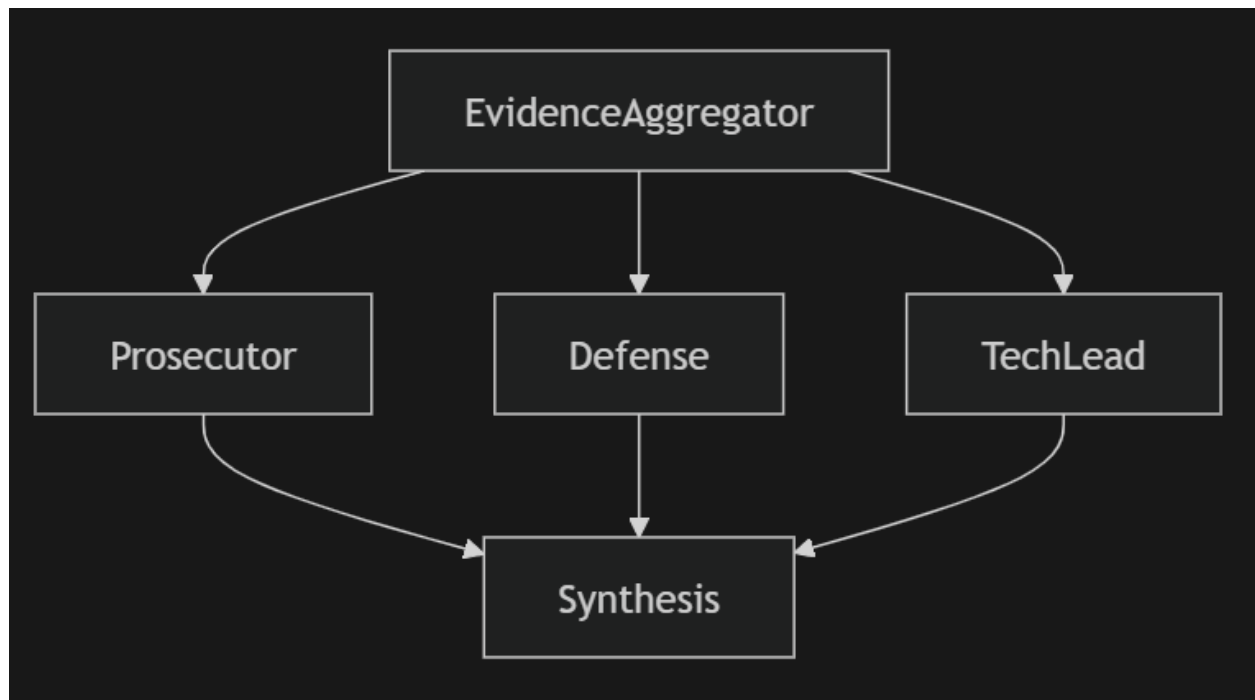 EvidenceAggregator
Prosecutor
Defense
TechLead
Synthesis